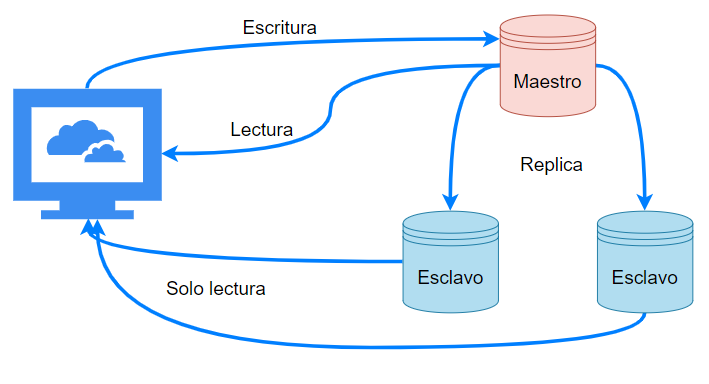 Escritura
Maestro
Lectura
Replica
Esclavo
Esclavo
Solo lectura